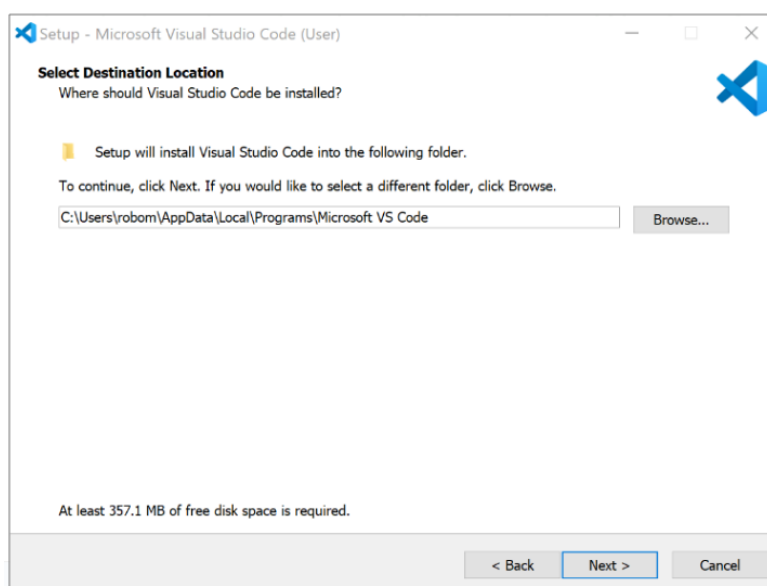 Setup - Microsoft Visual Studio Code (User)
Select Destination Location
Where should Visual Studio Code be installed?
Setup will install Visual Studio Code into the following folder.
To continue, click Next. If you would like to select a different folder, click Browse.
C:\Users\robom\AppData\Local\Programs\Microsoft VS Code
Browse...
At least 357.1 MB of free disk space is required.
< Back
Next >
Cancel